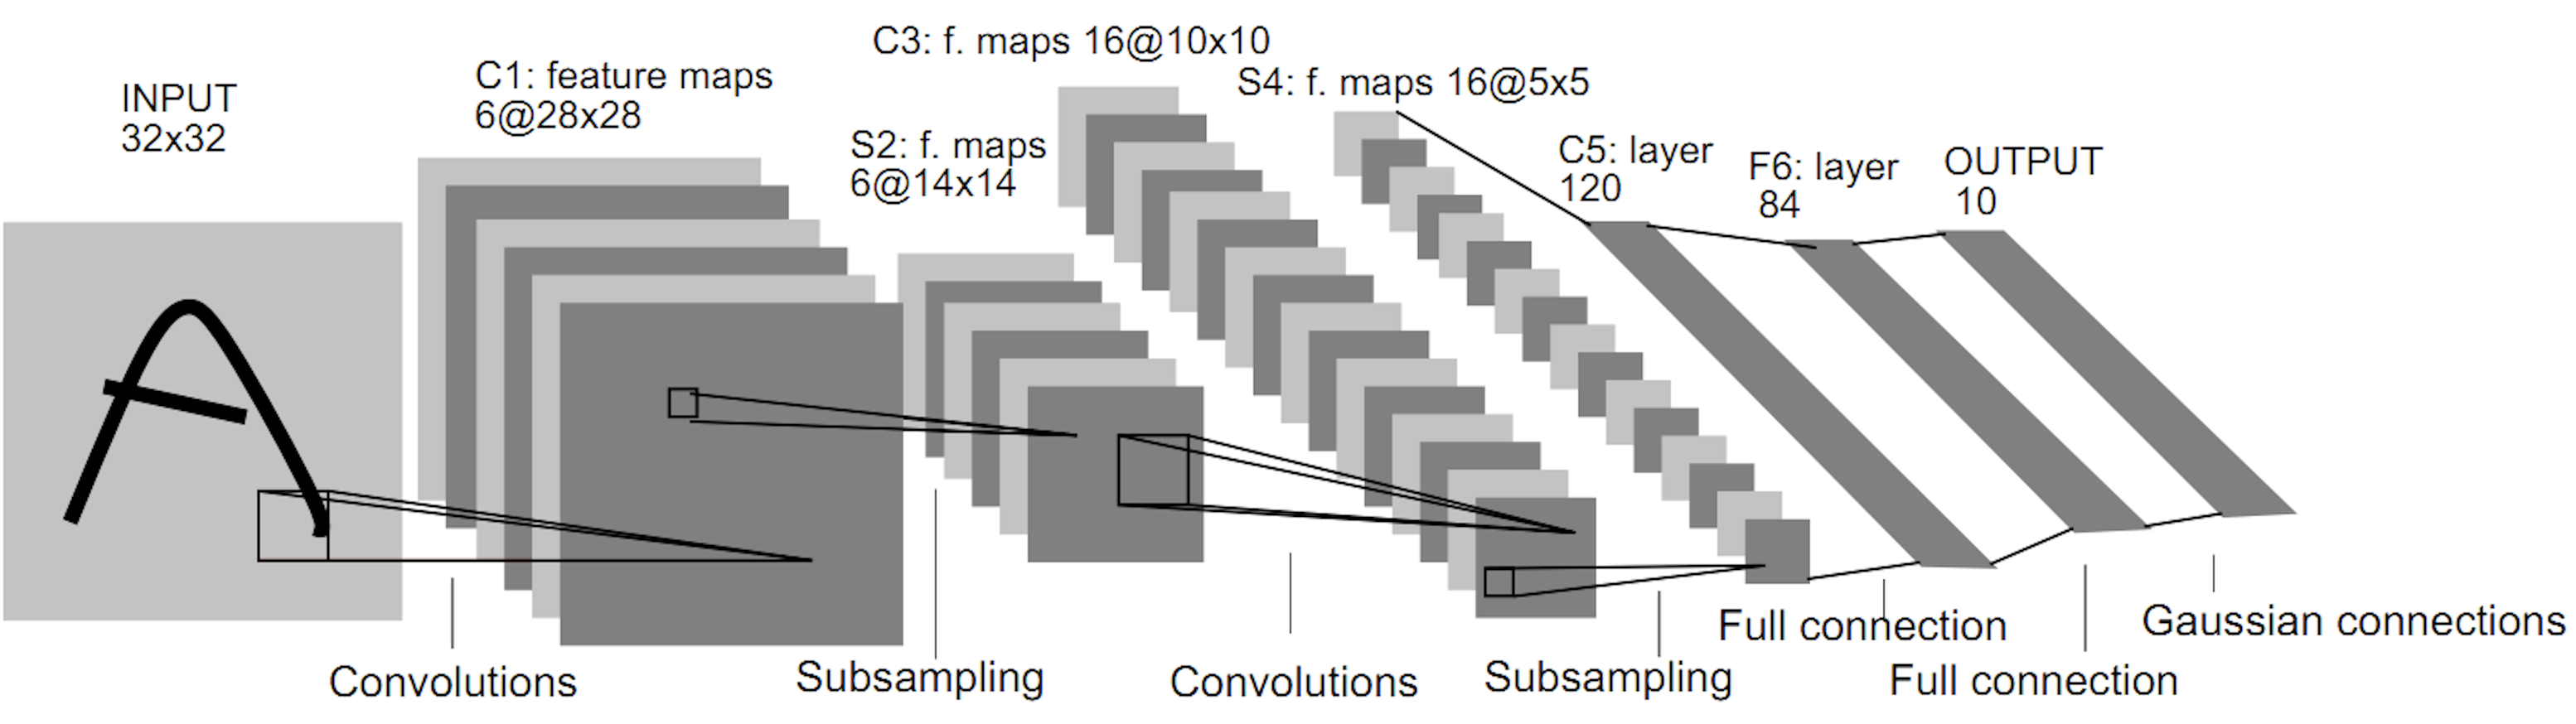 INPUT
32x32
C1: feature maps
6@28x28
S2: f. maps
6@14x14
C3: f. maps 16@10x10
S4: f. maps 16@5x5
C5: layer
120
F6: layer
84
OUTPUT
10
Convolutions
Subsampling
Convolutions
Subsampling
Full connection
Full connection
Gaussian connections